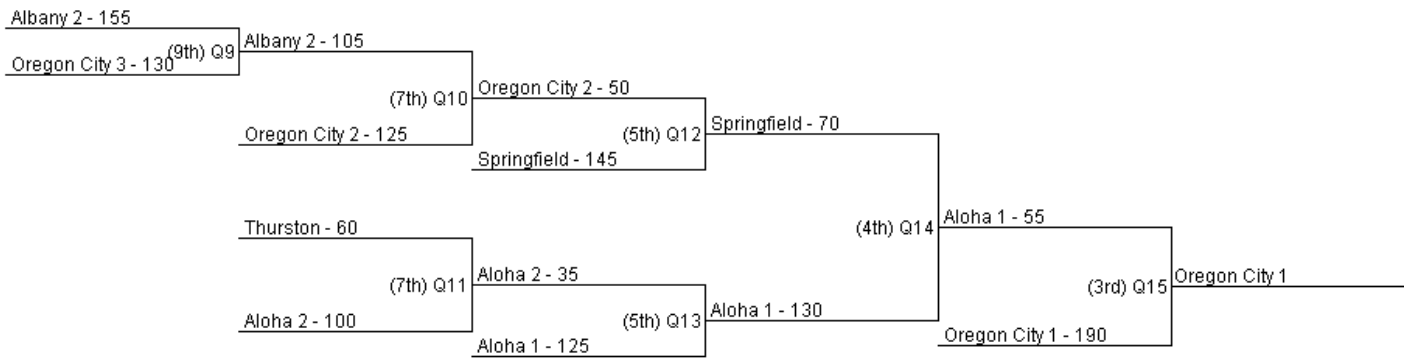 Albany 2 - 155
(9th) Q9
Albany 2 - 105
Oregon City 3 - 130
(7th) Q10
Oregon City 2 - 50
Oregon City 2 - 125
(5th) Q12
Springfield - 70
Springfield - 145
Thurston - 60
(4th) Q14
Aloha 1 - 55
(7th) Q11
Aloha 2 - 35
(3rd) Q15
Oregon City 1
Aloha 2 - 100
(5th) Q13
Aloha 1 - 130
Oregon City 1 - 190
Aloha 1 - 125